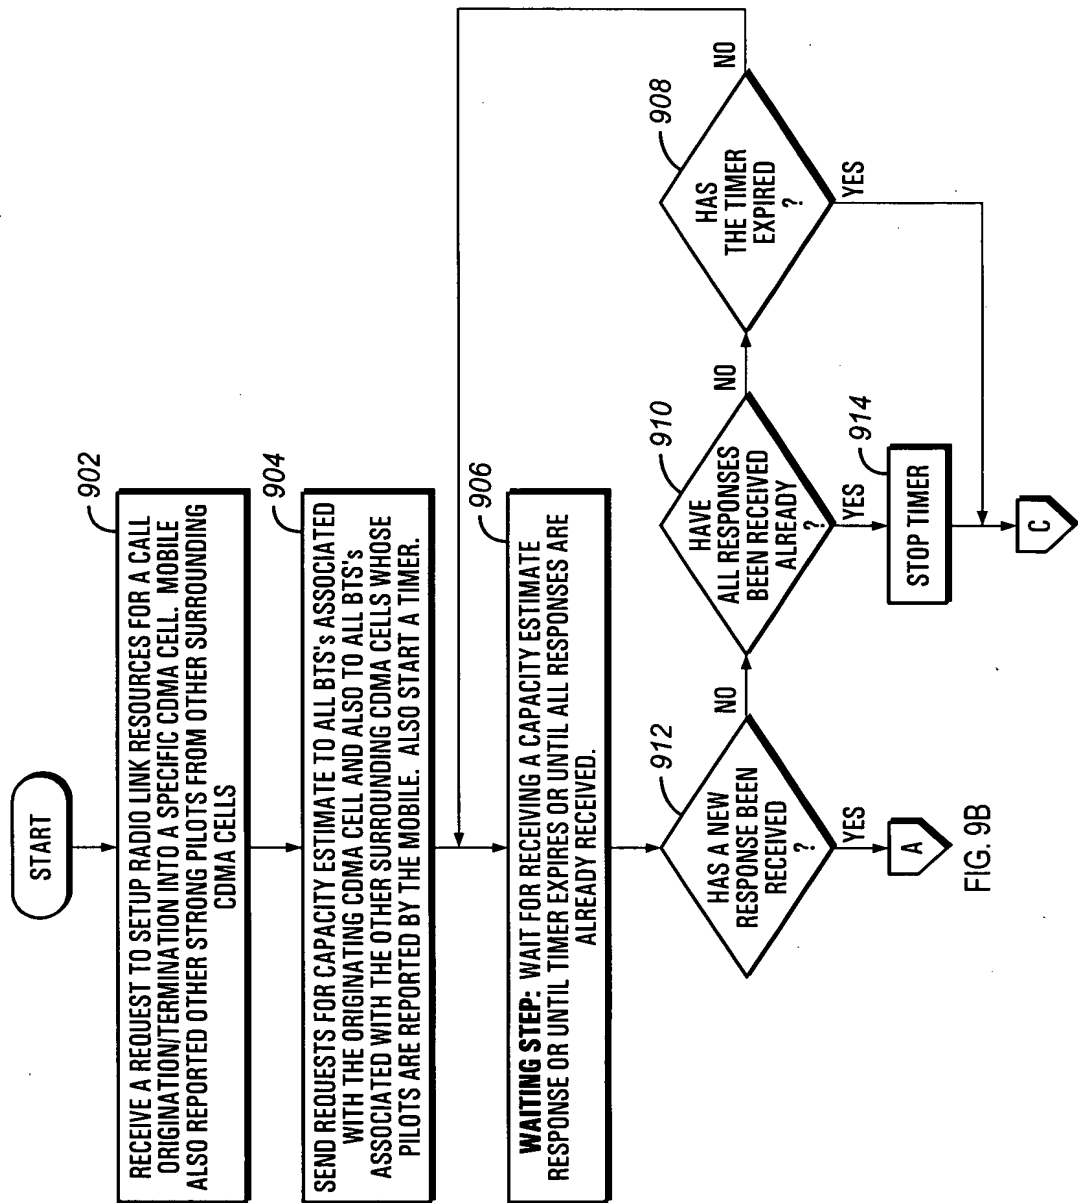 START
902
RECEIVE A REQUEST TO SETUP RADIO LINK RESOURCES FOR A CALL
ORIGINATION/TERMINATION INTO A SPECIFIC CDMA CELL. MOBILE
ALSO REPORTED OTHER STRONG PILOTS FROM OTHER SURROUNDING
CDMA CELLS
904
SEND REQUESTS FOR CAPACITY ESTIMATE TO ALL BTS's ASSOCIATED
WITH THE ORIGINATING CDMA CELL AND ALSO TO ALL BTS's
ASSOCIATED WITH THE OTHER SURROUNDING CDMA CELLS WHOSE
PILOTS ARE REPORTED BY THE MOBILE. ALSO START A TIMER.
906
WAITING STEP: WAIT FOR RECEIVING A CAPACITY ESTIMATE
RESPONSE OR UNTIL TIMER EXPIRES OR UNTIL ALL RESPONSES ARE
ALREADY RECEIVED.
912
HAS A NEW
RESPONSE BEEN
RECEIVED
?
NO
YES
A
910
HAVE
ALL RESPONSES
BEEN RECEIVED
ALREADY
?
NO
YES
914
STOP TIMER
908
HAS
THE TIMER
EXPIRED
?
NO
YES
C
FIG. 9B